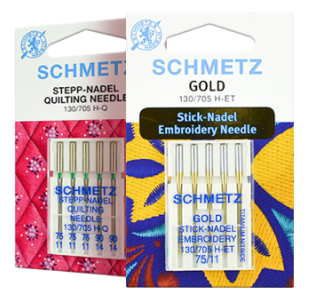 SCHMETZ
STEPP-NADEL
QUILTING NEEDLE
130/705 H-Q
SCHMETZ
STEPP-NADEL
QUILTING
NEEDLE
130/705 H-Q
75 75 75 90 90
11 11 11 14 14
SCHMETZ
GOLD
130/705 H-ET
Stick-Nadel
Embroidery Needle
SCHMETZ
GOLD
STICK-NADEL
EMBROIDERY
130/705 H-ET
75/11
TITANIUM NITRIDE